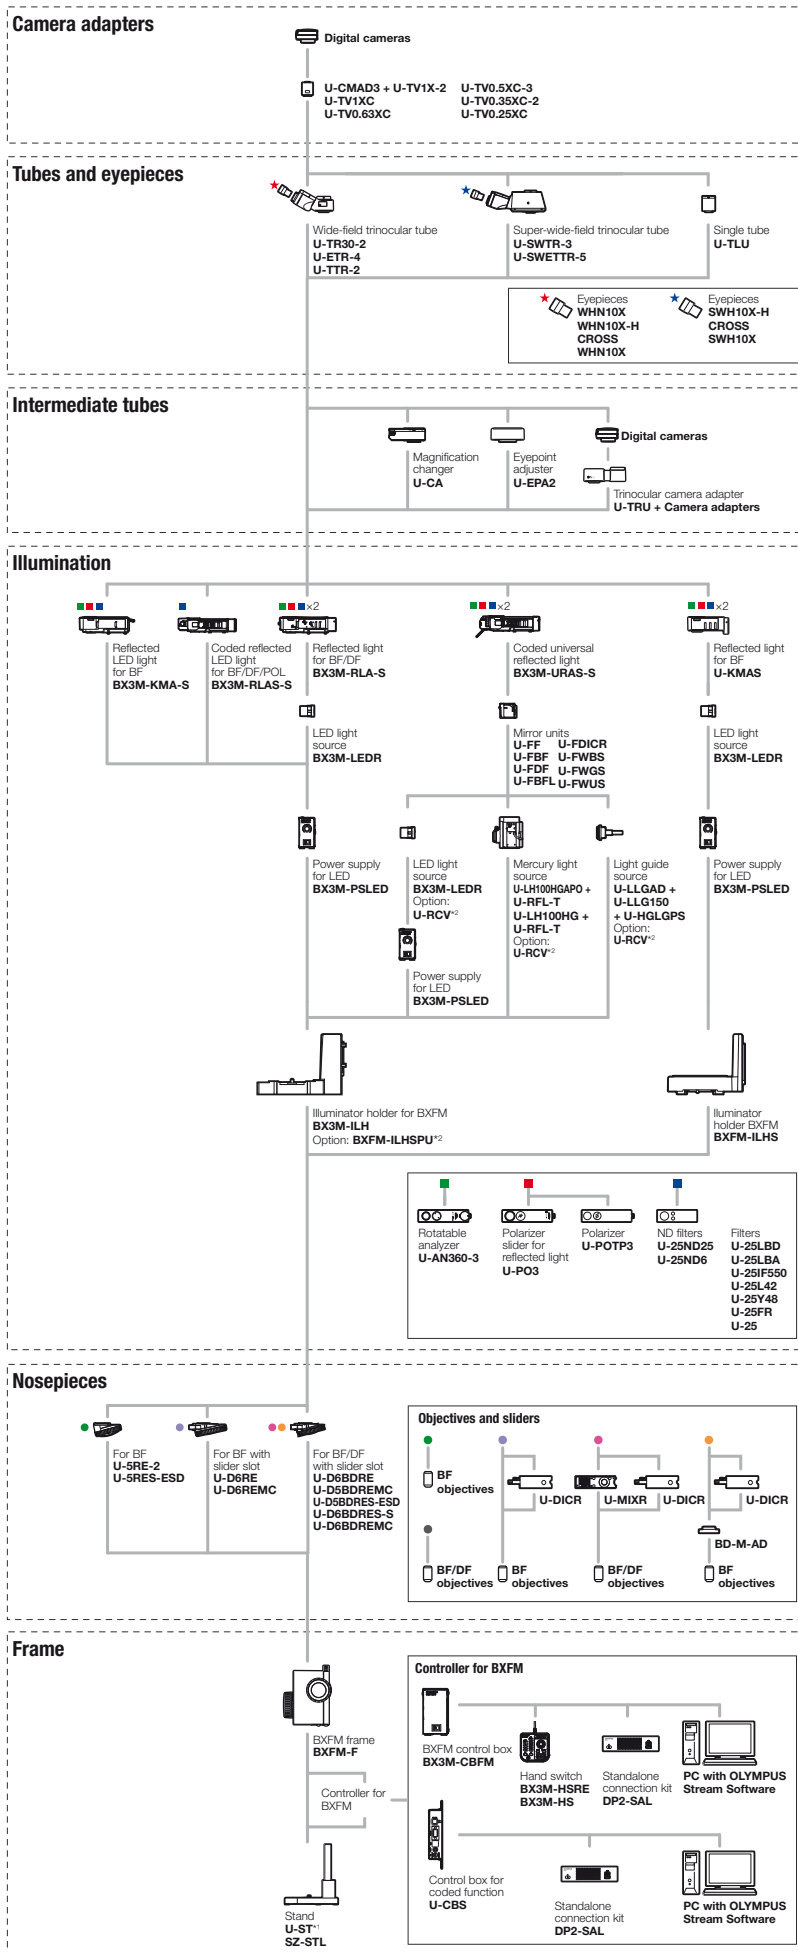 Camera adapters
Digital cameras
U-CMAD3 + U-TV1X-2
U-TV1XC
U-TV0.63XC
U-TV0.5XC-3
U-TV0.35XC-2
U-TV0.25XC
Tubes and eyepieces
Wide-field trinocular tube
U-TR30-2
U-ETR-4
U-TTR-2
Super-wide-field trinocular tube
U-SWTR-3
U-SWETTR-5
Single tube
U-TLU
Eyepieces
WHN10X
WHN10X-H
CROSS
WHN10X
Eyepieces
SWH10X-H
CROSS
SWH10X
Intermediate tubes
Magnification
changer
U-CA
Eyepoint
adjuster
U-EPA2
Digital cameras
Trinocular camera adapter
U-TRU + Camera adapters
Illumination
×2
×2
×2
Reflected
LED light
for BF
BX3M-KMA-S
Coded reflected
LED light
for BF/DF/POL
BX3M-RLAS-S
Reflected light
for BF/DF
BX3M-RLA-S
Coded universal
reflected light
BX3M-URAS-S
Reflected light
for BF
U-KMAS
LED light
source
BX3M-LEDR
Mirror units
U-FF
U-FBF
U-FDF
U-FBFL
U-FDICR
U-FWBS
U-FWGS
U-FWUS
LED light
source
BX3M-LEDR
Power supply
for LED
BX3M-PSLED
LED light
source
BX3M-LEDR
Option:
U-RCV*2
Power supply
for LED
BX3M-PSLED
Mercury light
source
U-LH100HGAPO +
U-RFL-T
U-LH100HG +
U-RFL-T
Option:
U-RCV*2
Light guide
source
U-LLGAD +
U-LLG150
+ U-HGLGPS
Option:
U-RCV*2
Power supply
for LED
BX3M-PSLED
Illuminator holder for BXFM
BX3M-ILH
Option: BXFM-ILHSPU*2
Iluminator
holder BXFM
BXFM-ILHS
Rotatable
analyzer
U-AN360-3
Polarizer
slider for
reflected light
U-PO3
Polarizer
U-POTP3
ND filters
U-25ND25
U-25ND6
Filters
U-25LBD
U-25LBA
U-25IF550
U-25L42
U-25Y48
U-25FR
U-25
Nosepieces
For BF
U-5RE-2
U-5RES-ESD
For BF with
slider slot
U-D6RE
U-D6REMC
For BF/DF
with slider slot
U-D6BDRE
U-D5BDREMC
U-D5BDRES-ESD
U-D6BDRES-S
U-D6BDREMC
Objectives and sliders
BF
objectives
U-DICR
U-MIXR
U-DICR
U-DICR
BD-M-AD
BF/DF
objectives
BF
objectives
BF/DF
objectives
BF
objectives
Frame
BXFM frame
BXFM-F
Controller for
BXFM
Stand
U-ST*1
SZ-STL
Controller for BXFM
BXFM control box
BX3M-CBFM
Hand switch
BX3M-HSRE
BX3M-HS
Standalone
connection kit
DP2-SAL
PC with OLYMPUS
Stream Software
Control box for
coded function
U-CBS
Standalone
connection kit
DP2-SAL
PC with OLYMPUS
Stream Software